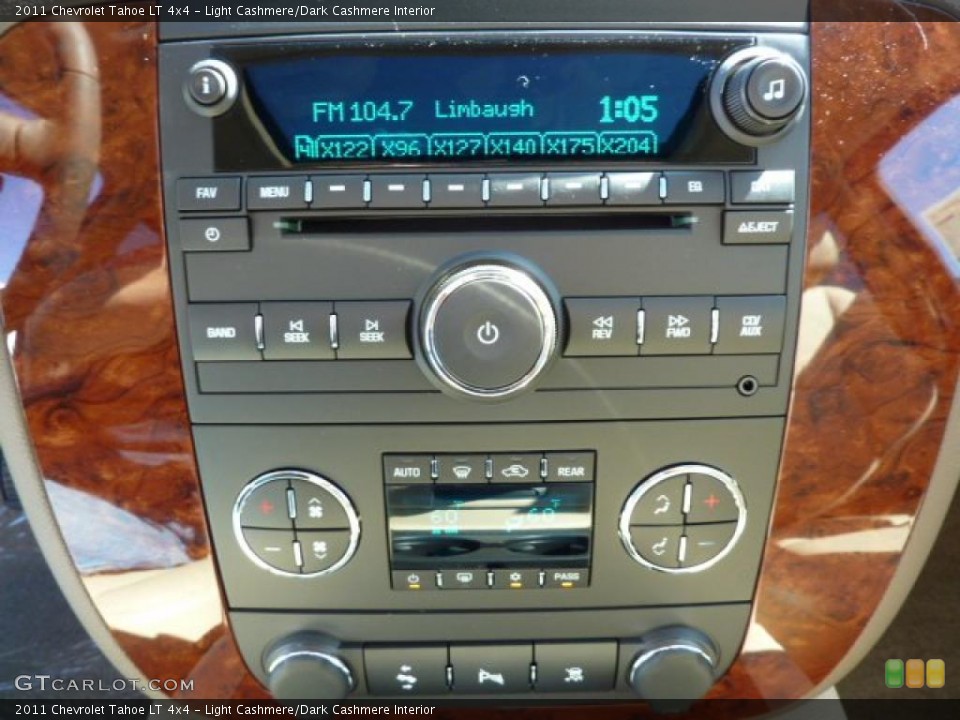 2011 Chevrolet Tahoe LT 4x4 – Light Cashmere/Dark Cashmere Interior
FM 104.7 Limbaugh 1:05
X122 X96 X127 X140 X175 X204
FAV MENU EQ
EJECT
BAND SEEK SEEK REV FWD CD/AUX
AUTO REAR
60 60
PASS
GTCARLOT.COM
2011 Chevrolet Tahoe LT 4x4 – Light Cashmere/Dark Cashmere Interior